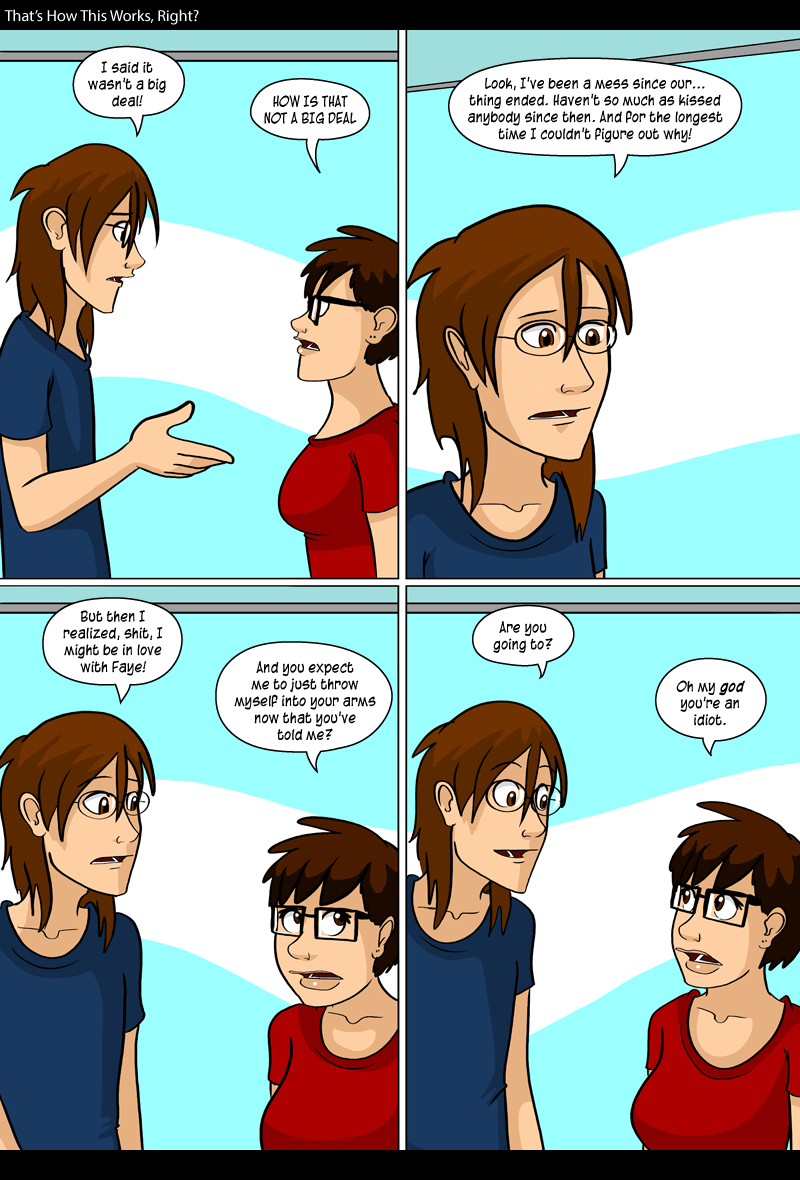 That's How This Works, Right?
I said it
wasn't a big
deal!
HOW IS THAT
NOT A BIG DEAL
Look, I've been a mess since our...
thing ended. Haven't so much as kissed
anybody since then. And for the longest
time I couldn't figure out why!
But then I
realized, shit, I
might be in love
with Faye!
And you expect
me to just throw
myself into your arms
now that you've
told me?
Are you
going to?
Oh my god
you're an
idiot.